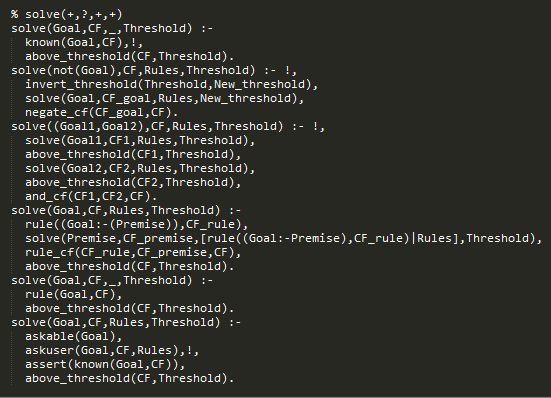 % solve(+,?,+,+)
solve(Goal,CF,_,Threshold) :-
known(Goal,CF),!,
above_threshold(CF,Threshold).
solve(not(Goal),CF,Rules,Threshold) :- !,
invert_threshold(Threshold,New_threshold),
solve(Goal,CF_goal,Rules,New_threshold),
negate_cf(CF_goal,CF).
solve((Goal1,Goal2),CF,Rules,Threshold) :- !,
solve(Goal1,CF1,Rules,Threshold),
above_threshold(CF1,Threshold),
solve(Goal2,CF2,Rules,Threshold),
above_threshold(CF2,Threshold),
and_cf(CF1,CF2,CF).
solve(Goal,CF,Rules,Threshold) :-
rule((Goal:-(Premise)),CF_rule),
solve(Premise,CF_premise,[rule((Goal:-Premise),CF_rule)|Rules],Threshold),
rule_cf(CF_rule,CF_premise,CF),
above_threshold(CF,Threshold).
solve(Goal,CF,_,Threshold) :-
rule(Goal,CF),
above_threshold(CF,Threshold).
solve(Goal,CF,Rules,Threshold) :-
askable(Goal),
askuser(Goal,CF,Rules),!,
assert(known(Goal,CF)),
above_threshold(CF,Threshold).